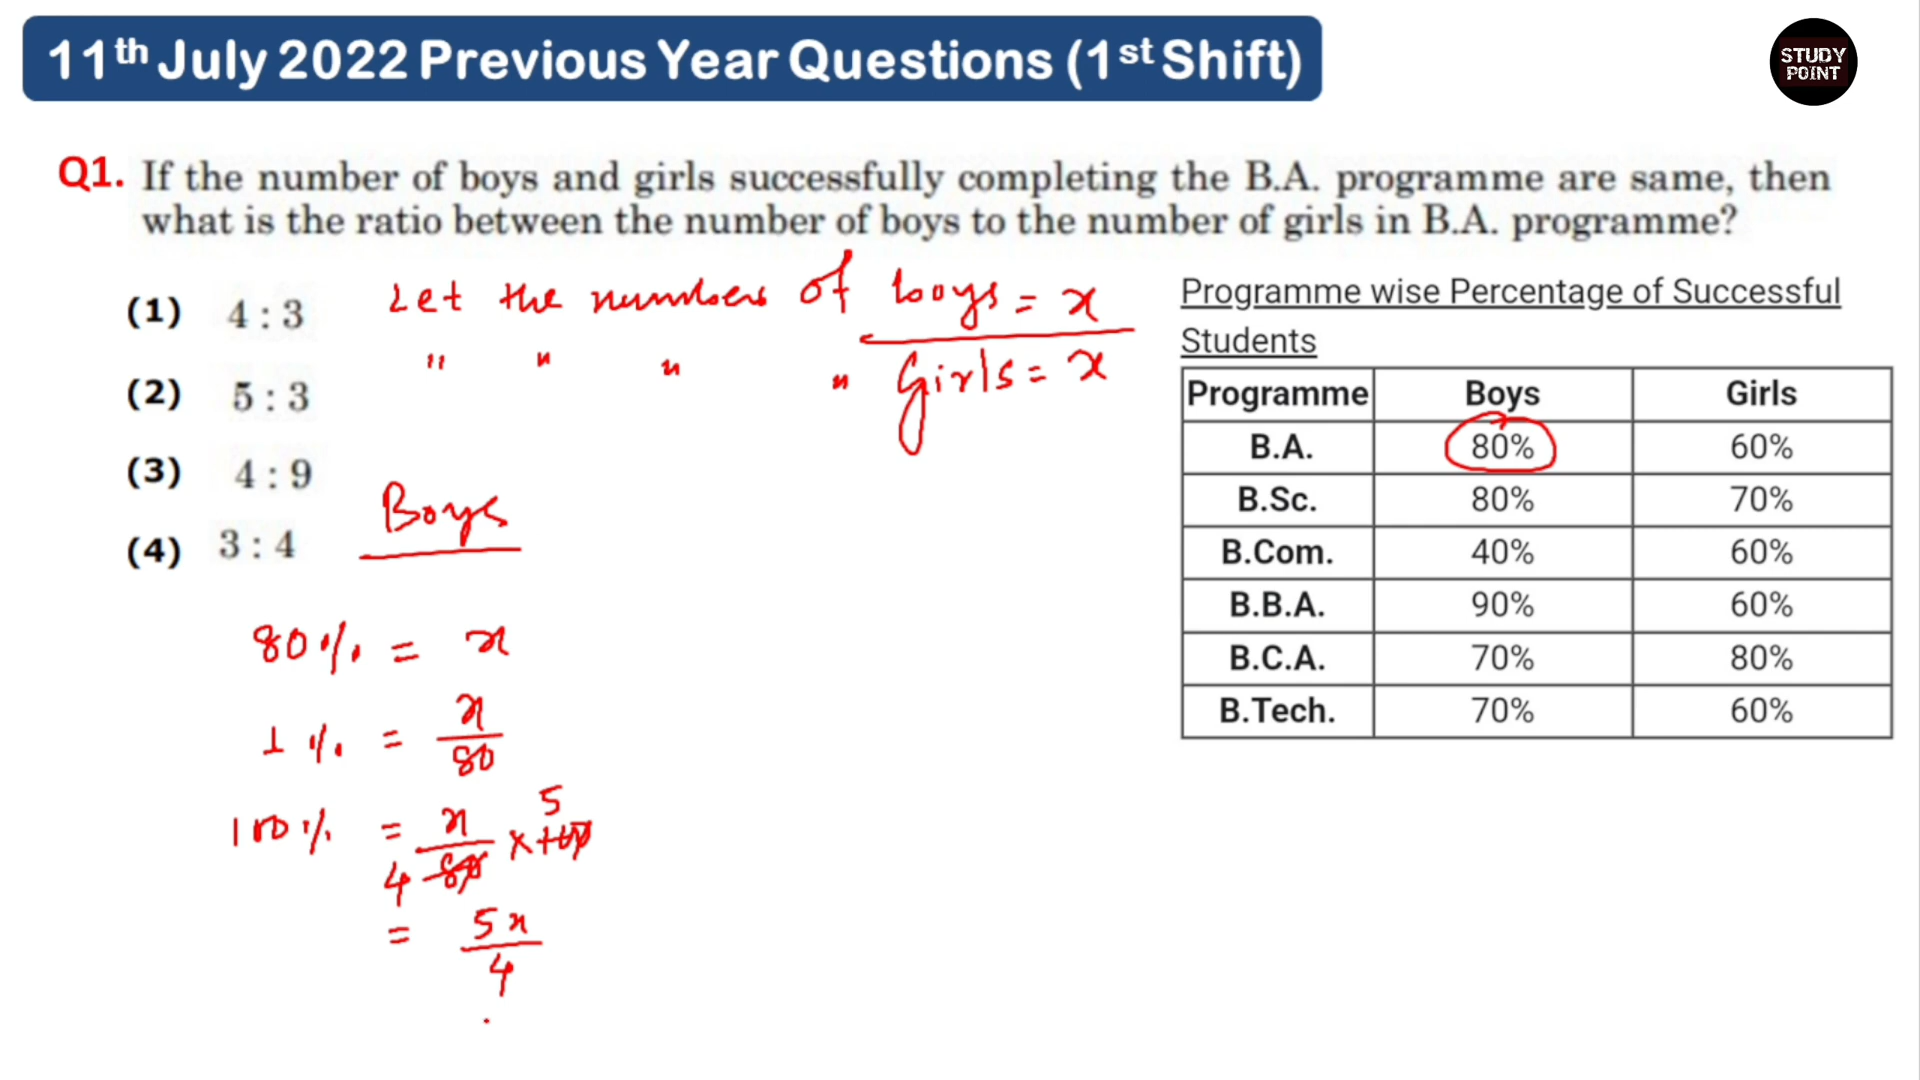 11th July 2022 Previous Year Questions (1st Shift)
STUDY
POINT
Q1. If the number of boys and girls successfully completing the B.A. programme are same, then
what is the ratio between the number of boys to the number of girls in B.A. programme?
(1) 4 : 3
(2) 5 : 3
(3) 4 : 9
(4) 3 : 4
Let the numbers of boys = x
" " " " Girls = x
Boys
80% = x
1% = x/80
100% = x/80 × 100
4 5
= 5x/4
Programme wise Percentage of Successful
Students
Programme Boys Girls
B.A. 80% 60%
B.Sc. 80% 70%
B.Com. 40% 60%
B.B.A. 90% 60%
B.C.A. 70% 80%
B.Tech. 70% 60%